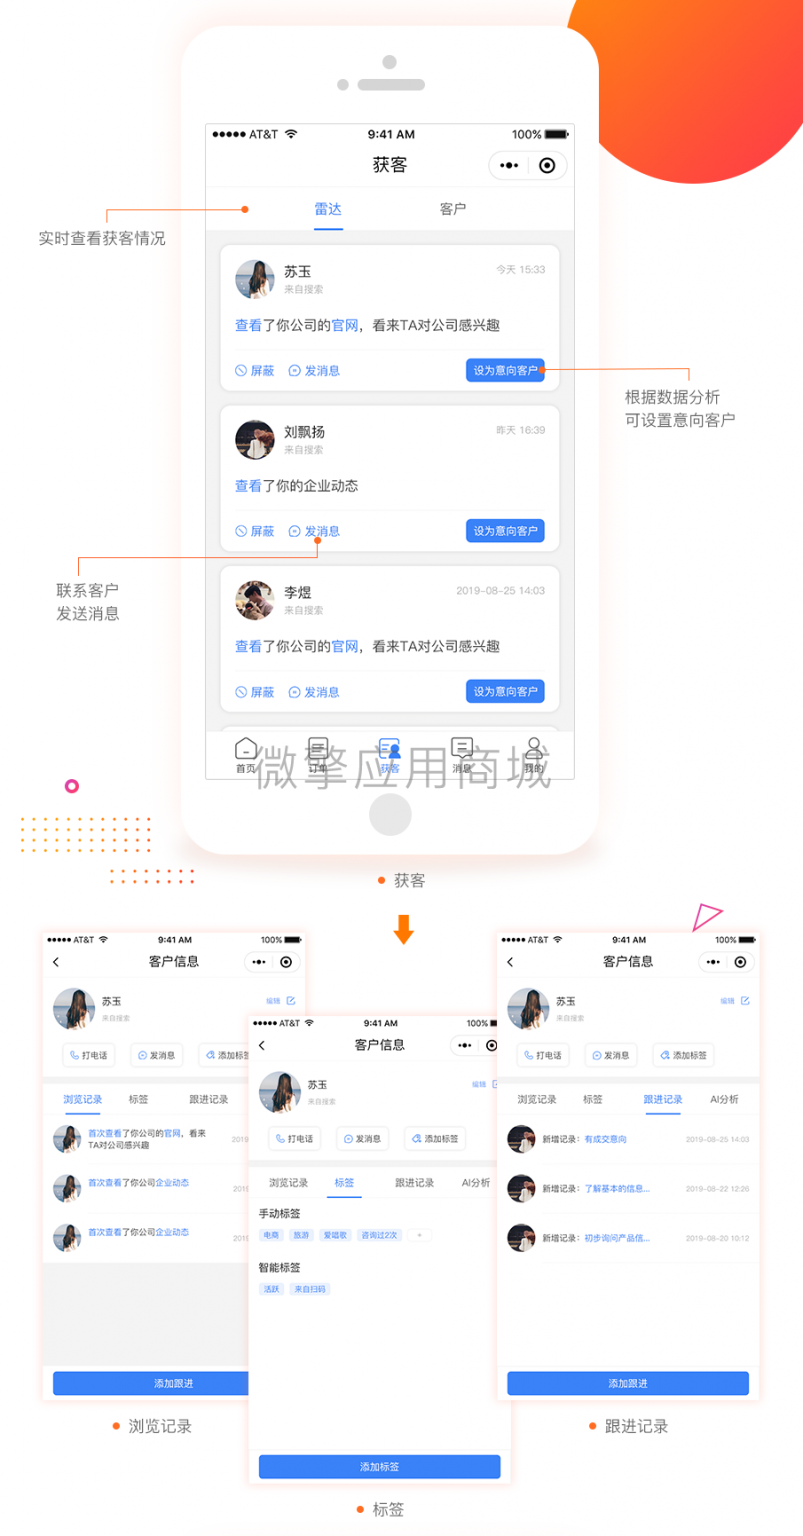 AT&T 9:41 AM 100%
获客
雷达 客户
实时查看获客情况
苏玉 今天 15:33
来自搜索
查看了你公司的官网，看来TA对公司感兴趣
屏蔽 发消息 设为意向客户
根据数据分析
可设置意向客户
刘飘扬 昨天 16:39
来自搜索
查看了你的企业动态
屏蔽 发消息 设为意向客户
联系客户
发送消息
李煜 2019-08-25 14:03
来自搜索
查看了你公司的官网，看来TA对公司感兴趣
屏蔽 发消息 设为意向客户
首页 订单 获客 消息 我的
微擎应用商城
获客
AT&T 9:41 AM 100%
客户信息
苏玉 编辑
来自搜索
打电话 发消息 添加标签
浏览记录 标签 跟进记录
首次查看了你公司的官网，看来 2019
TA对公司感兴趣
首次查看了你公司企业动态 2019
首次查看了你公司企业动态 2019
添加跟进
浏览记录
AT&T 9:41 AM 100%
客户信息
苏玉 编辑
来自搜索
打电话 发消息 添加标签
浏览记录 标签 跟进记录 AI分析
手动标签
电商 旅游 爱唱歌 咨询过2次 +
智能标签
活跃 来自扫码
添加标签
标签
AT&T 9:41 AM 100%
客户信息
苏玉 编辑
来自搜索
打电话 发消息 添加标签
浏览记录 标签 跟进记录 AI分析
新增记录：有成交意向 2019-08-25 14:03
新增记录：了解基本的信息... 2019-08-22 12:26
新增记录：初步询问产品信... 2019-08-20 10:12
添加跟进
跟进记录